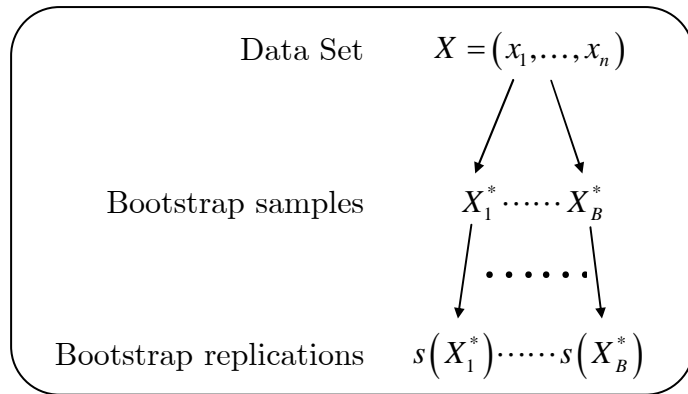 Data Set X = (x₁,…,xₙ)
Bootstrap samples X₁* ⋯⋯ X_B*
······
Bootstrap replications s(X₁*)⋯⋯s(X_B*)